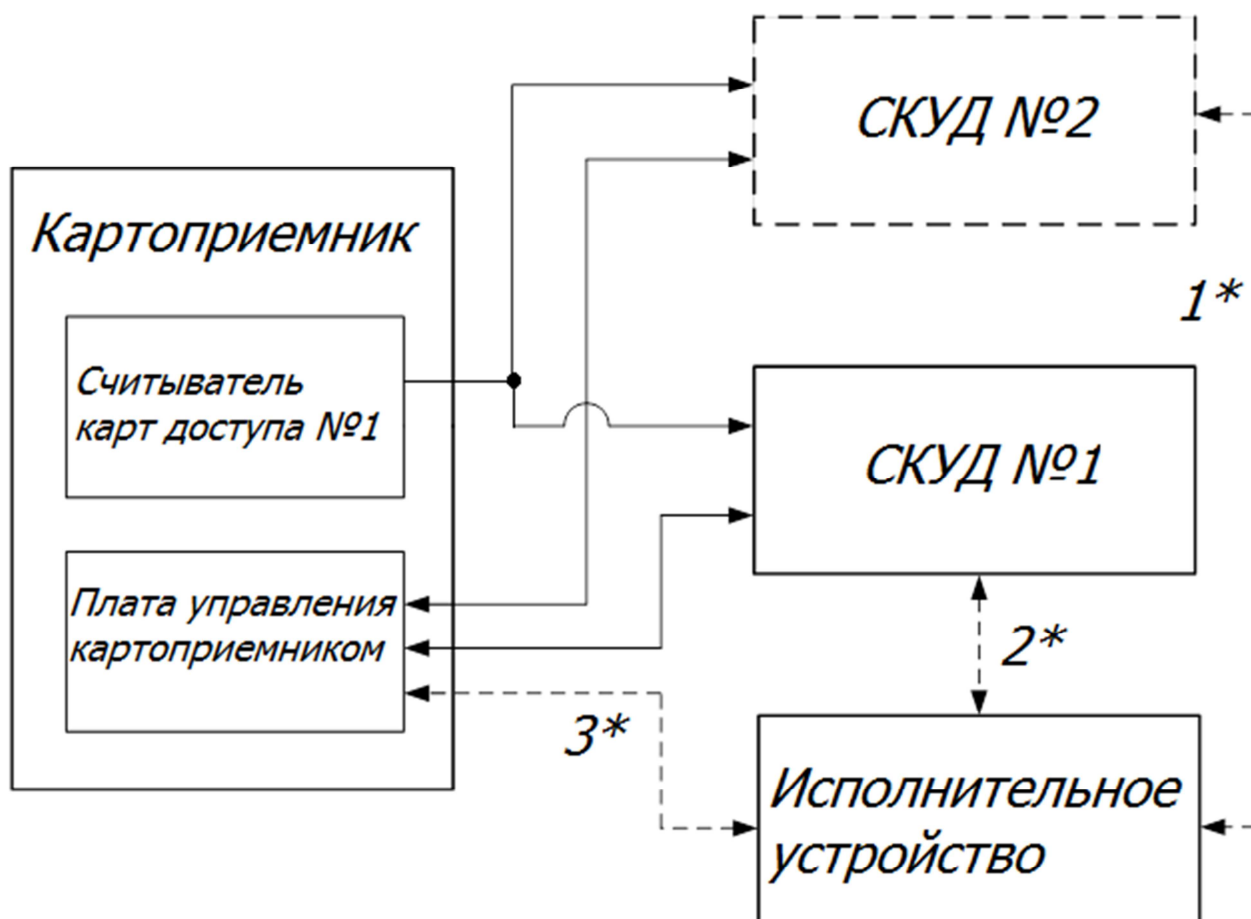 СКУД №2
Картоприемник
1*
Считыватель
карт доступа №1
СКУД №1
Плата управления
картоприемником
2*
3*
Исполнительное
устройство